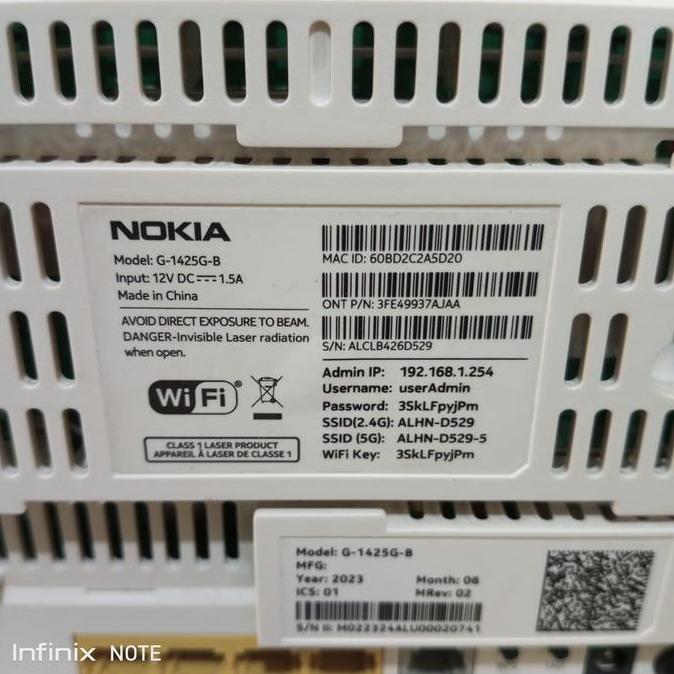 NOKIA
Model: G-1425G-B
Input: 12V DC⎓1.5A
Made in China
AVOID DIRECT EXPOSURE TO BEAM.
DANGER-Invisible Laser radiation
when open.
WiFi®
CLASS 1 LASER PRODUCT
APPAREIL À LASER DE CLASSE 1
MAC ID: 60BD2C2A5D20
ONT P/N: 3FE49937AJAA
S/N: ALCLB426D529
Admin IP: 192.168.1.254
Username: userAdmin
Password: 3SkLFpyjPm
SSID(2.4G): ALHN-D529
SSID (5G): ALHN-D529-5
WiFi Key: 3SkLFpyjPm
Model: G-1425G-B
MFG:
Year: 2023 Month: 06
ICS: 01 MRev: 02
S/N II: M022324ALU00020741
Infinix NOTE